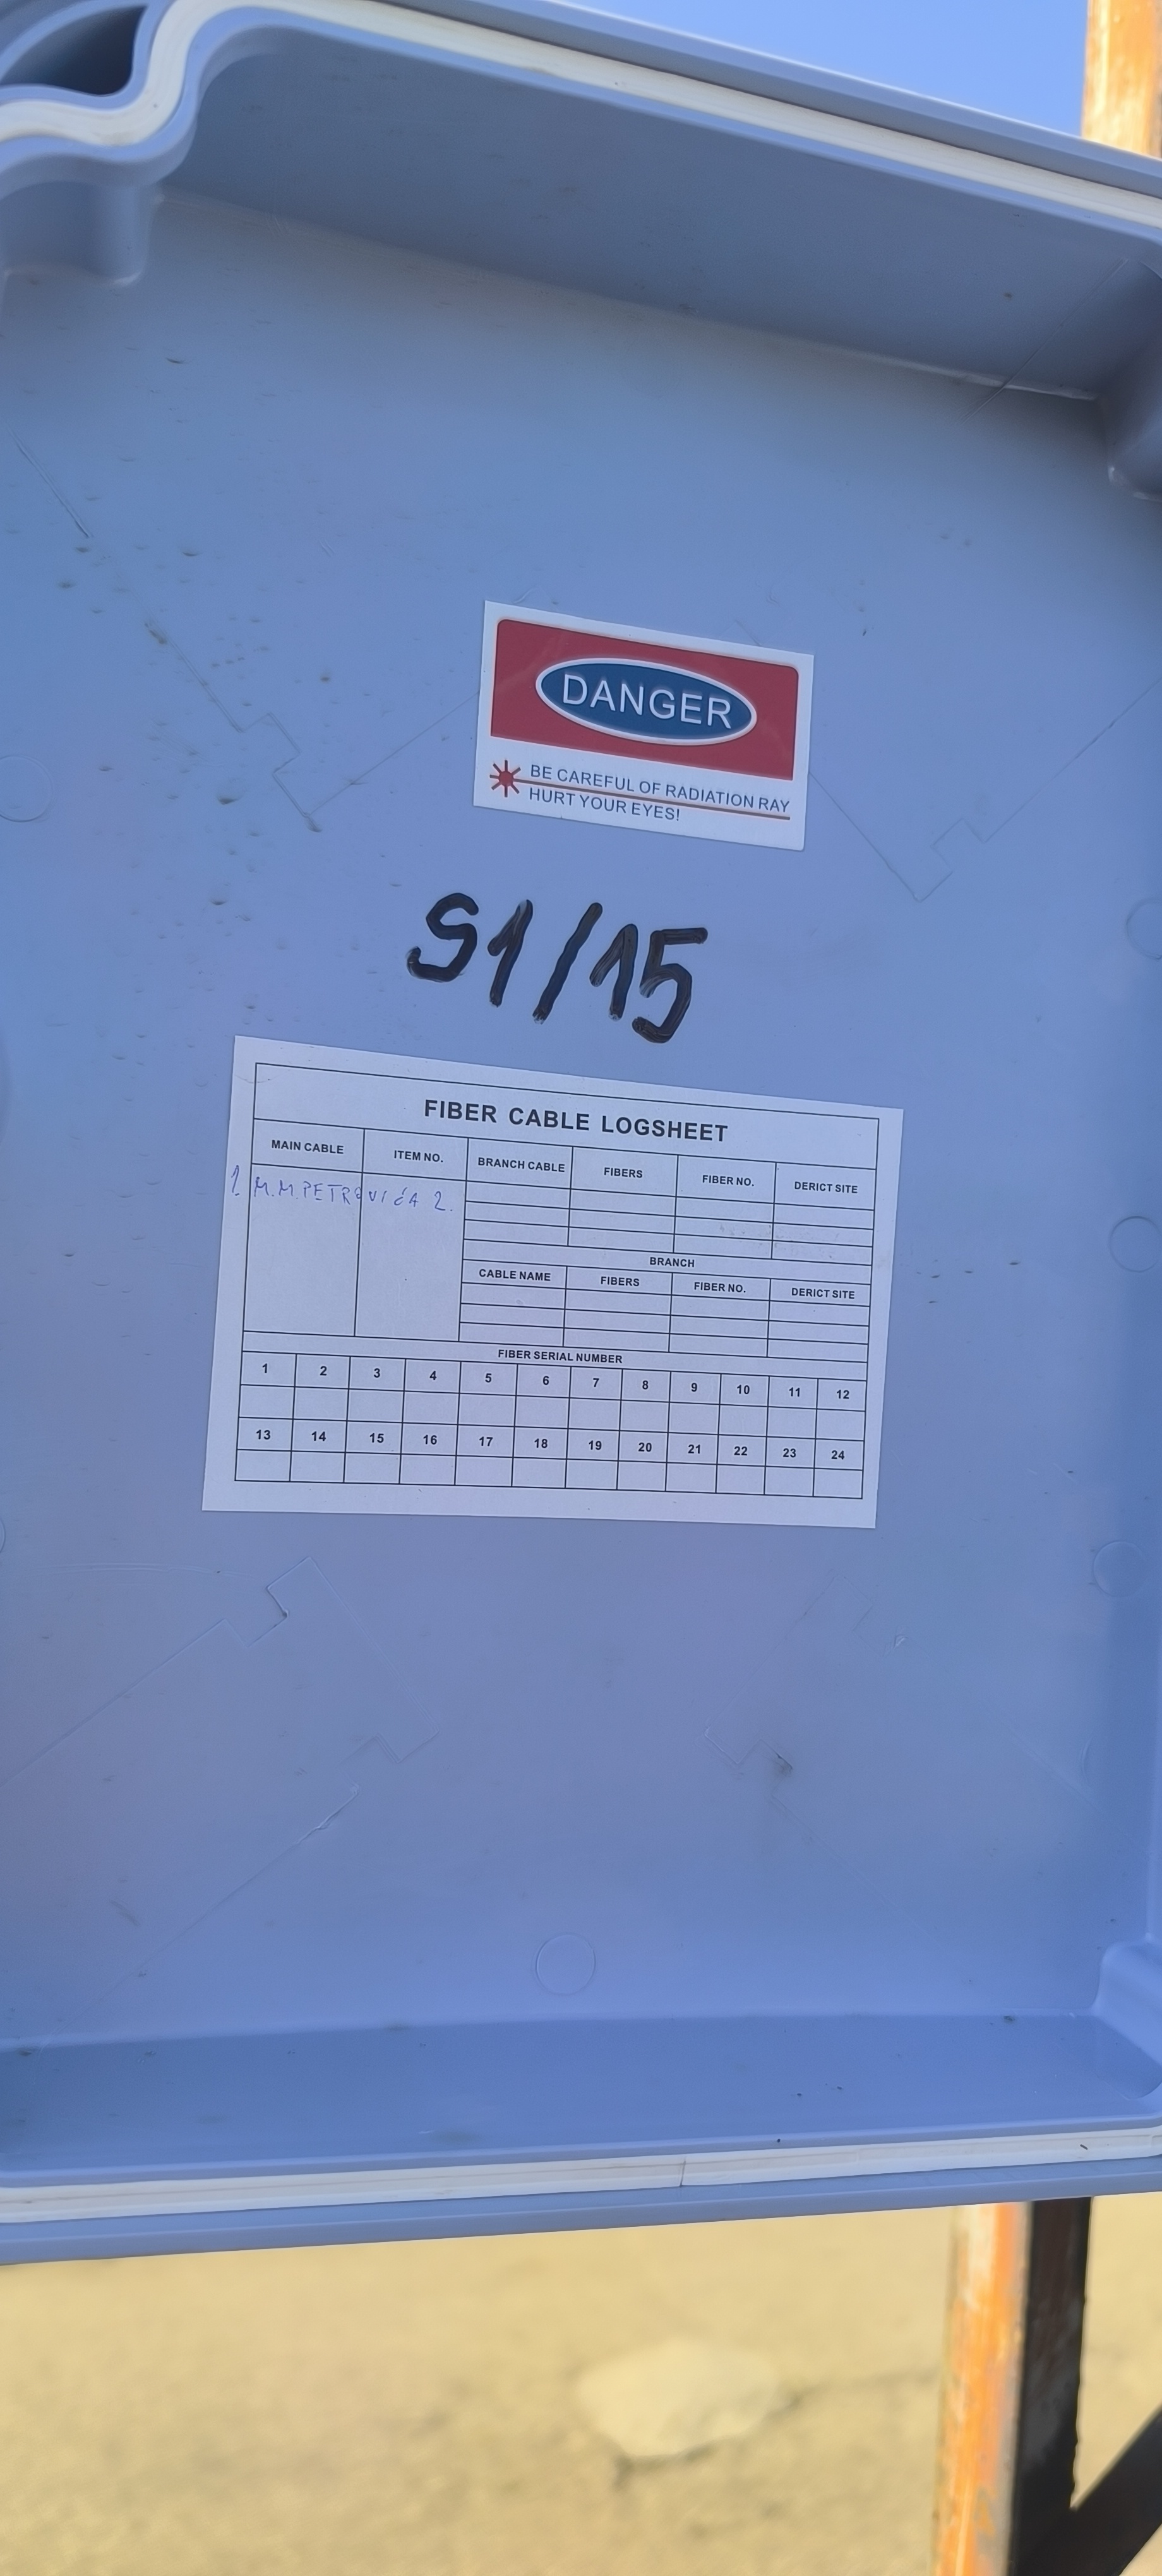 DANGER
BE CAREFUL OF RADIATION RAY
HURT YOUR EYES!
S1/15
FIBER CABLE LOGSHEET
MAIN CABLE ITEM NO. BRANCH CABLE FIBERS FIBER NO. DERICT SITE
1 M.M.PETROVIĆA 2.
BRANCH
CABLE NAME FIBERS FIBER NO. DERICT SITE
FIBER SERIAL NUMBER
1 2 3 4 5 6 7 8 9 10 11 12
13 14 15 16 17 18 19 20 21 22 23 24